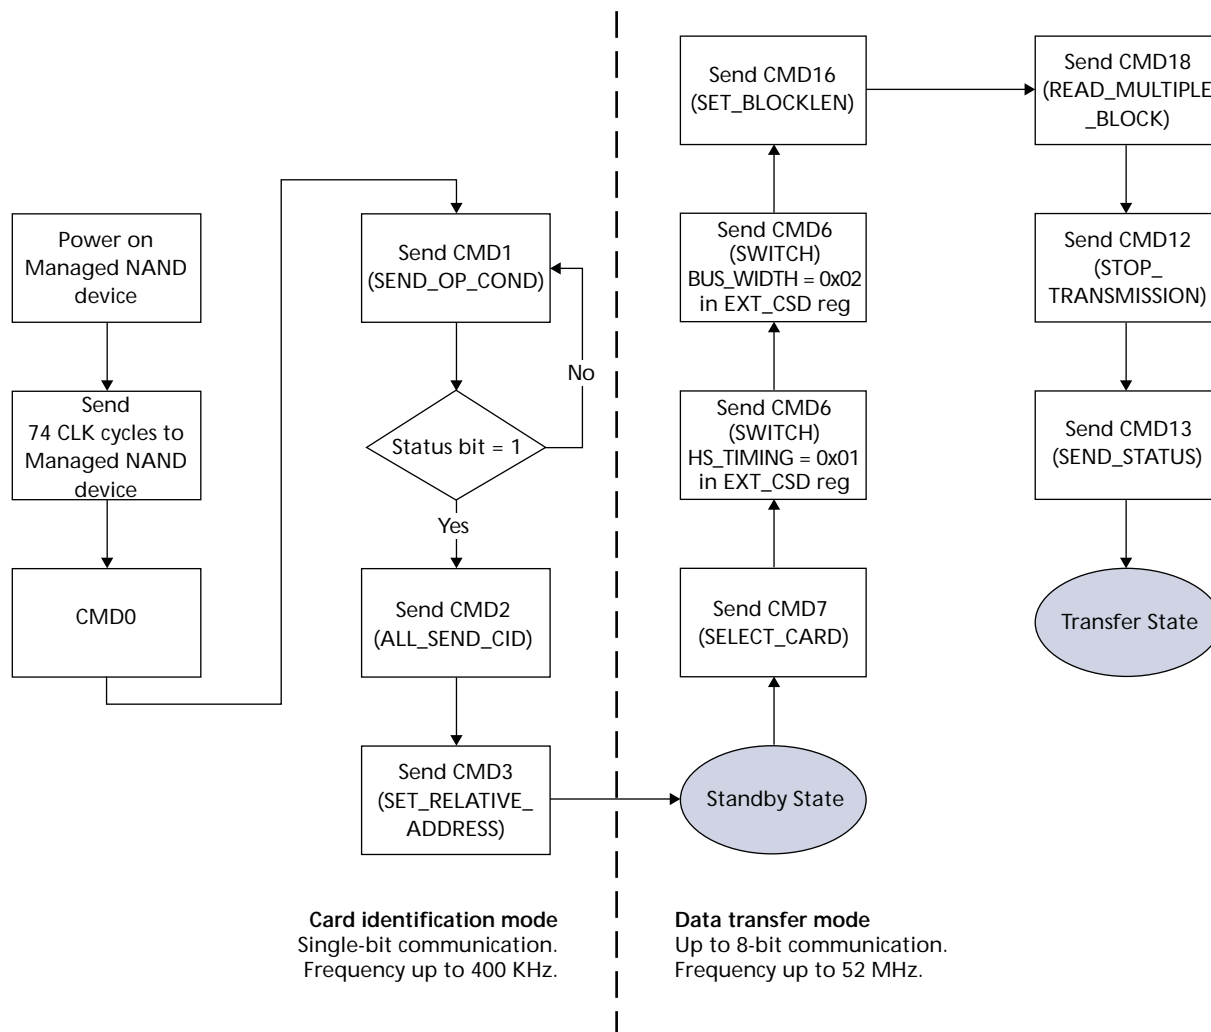 Power on
Managed NAND
device
Send
74 CLK cycles to
Managed NAND
device
CMD0
Send CMD1
(SEND_OP_COND)
No
Status bit = 1
Yes
Send CMD2
(ALL_SEND_CID)
Send CMD3
(SET_RELATIVE_
ADDRESS)
Card identification mode
Single-bit communication.
Frequency up to 400 KHz.
Standby State
Send CMD7
(SELECT_CARD)
Send CMD6
(SWITCH)
HS_TIMING = 0x01
in EXT_CSD reg
Send CMD6
(SWITCH)
BUS_WIDTH = 0x02
in EXT_CSD reg
Send CMD16
(SET_BLOCKLEN)
Send CMD18
(READ_MULTIPLE
_BLOCK)
Send CMD12
(STOP_
TRANSMISSION)
Send CMD13
(SEND_STATUS)
Transfer State
Data transfer mode
Up to 8-bit communication.
Frequency up to 52 MHz.